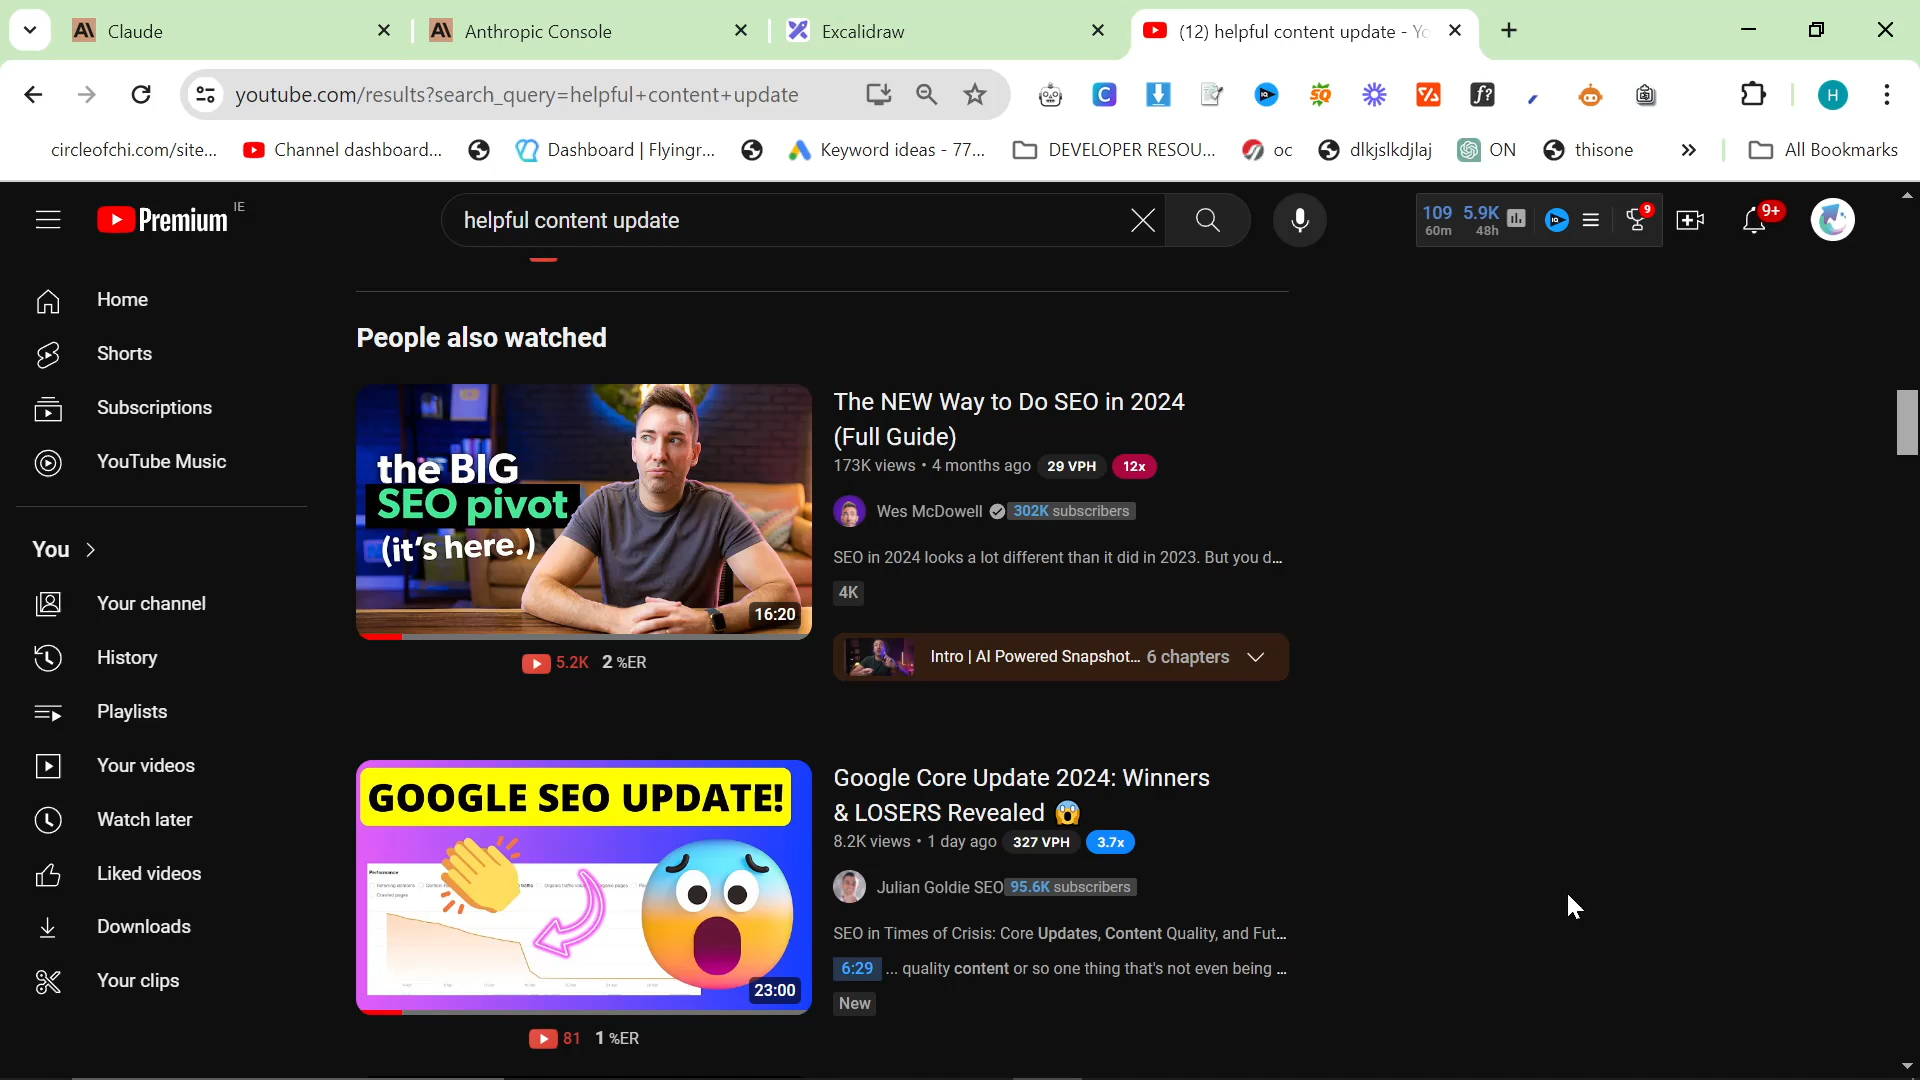 Claude
Anthropic Console
Excalidraw
(12) helpful content update - Yo
youtube.com/results?search_query=helpful+content+update
H
circleofchi.com/site...
Channel dashboard...
Dashboard | Flyingr...
Keyword ideas - 77...
DEVELOPER RESOU...
oc
dlkjslkdjlaj
ON
thisone
»
All Bookmarks
Premium
IE
helpful content update
109 60m
5.9K 48h
9
9+
Home
Shorts
Subscriptions
YouTube Music
You
Your channel
History
Playlists
Your videos
Watch later
Liked videos
Downloads
Your clips
People also watched
the BIG
SEO pivot
(it's here.)
16:20
5.2K 2 %ER
The NEW Way to Do SEO in 2024
(Full Guide)
173K views • 4 months ago 29 VPH 12x
Wes McDowell 302K subscribers
SEO in 2024 looks a lot different than it did in 2023. But you d...
4K
Intro | AI Powered Snapshot... 6 chapters
GOOGLE SEO UPDATE!
Performance
23:00
81 1 %ER
Google Core Update 2024: Winners
& LOSERS Revealed 😱
8.2K views • 1 day ago 327 VPH 3.7x
Julian Goldie SEO 95.6K subscribers
SEO in Times of Crisis: Core Updates, Content Quality, and Fut...
6:29 ... quality content or so one thing that's not even being ...
New